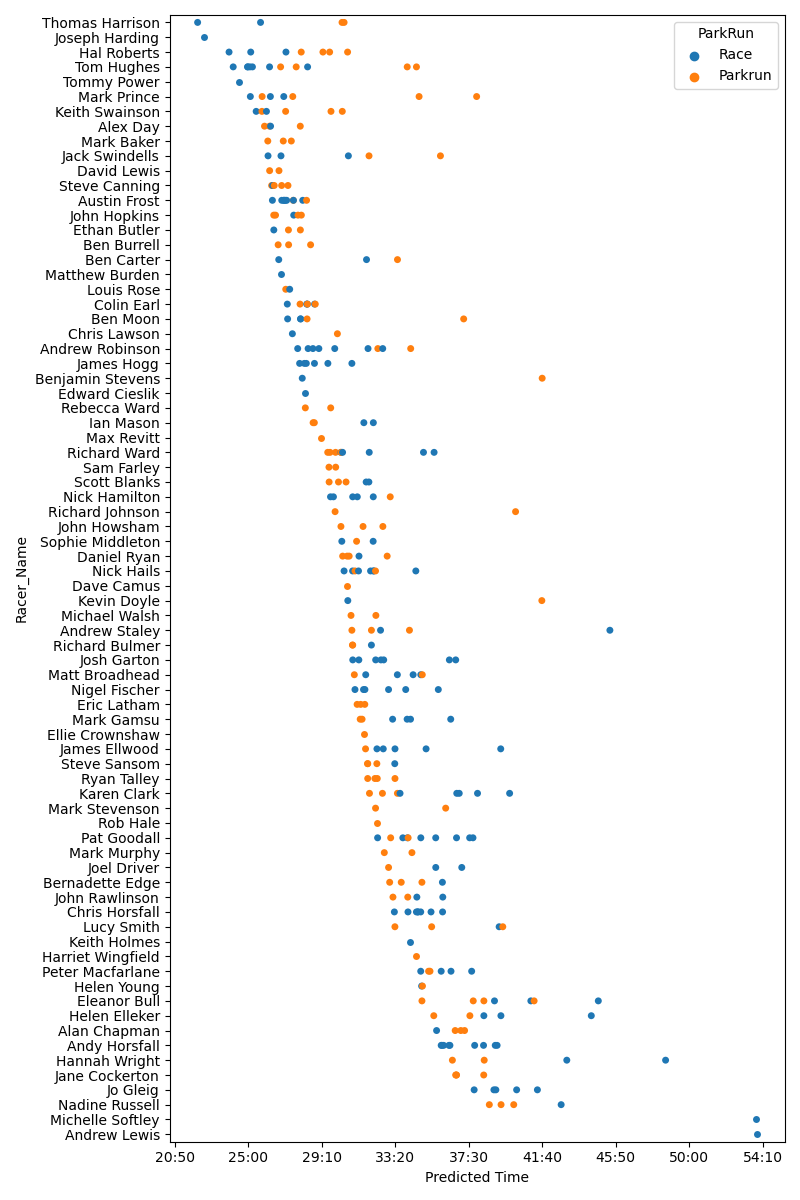 ParkRun
Race
Parkrun
Racer_Name
Thomas Harrison
Joseph Harding
Hal Roberts
Tom Hughes
Tommy Power
Mark Prince
Keith Swainson
Alex Day
Mark Baker
Jack Swindells
David Lewis
Steve Canning
Austin Frost
John Hopkins
Ethan Butler
Ben Burrell
Ben Carter
Matthew Burden
Louis Rose
Colin Earl
Ben Moon
Chris Lawson
Andrew Robinson
James Hogg
Benjamin Stevens
Edward Cieslik
Rebecca Ward
Ian Mason
Max Revitt
Richard Ward
Sam Farley
Scott Blanks
Nick Hamilton
Richard Johnson
John Howsham
Sophie Middleton
Daniel Ryan
Nick Hails
Dave Camus
Kevin Doyle
Michael Walsh
Andrew Staley
Richard Bulmer
Josh Garton
Matt Broadhead
Nigel Fischer
Eric Latham
Mark Gamsu
Ellie Crownshaw
James Ellwood
Steve Sansom
Ryan Talley
Karen Clark
Mark Stevenson
Rob Hale
Pat Goodall
Mark Murphy
Joel Driver
Bernadette Edge
John Rawlinson
Chris Horsfall
Lucy Smith
Keith Holmes
Harriet Wingfield
Peter Macfarlane
Helen Young
Eleanor Bull
Helen Elleker
Alan Chapman
Andy Horsfall
Hannah Wright
Jane Cockerton
Jo Gleig
Nadine Russell
Michelle Softley
Andrew Lewis
20:50 25:00 29:10 33:20 37:30 41:40 45:50 50:00 54:10
Predicted Time